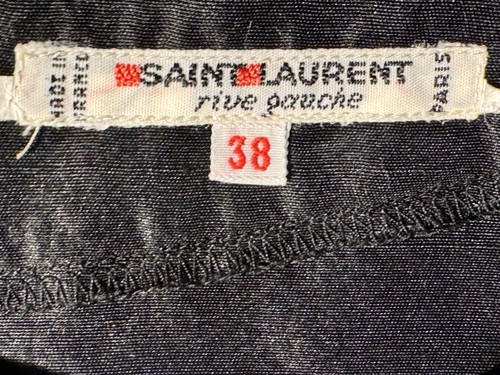 MADE IN
FRANCE
SAINT LAURENT
rive gauche
PARIS
38